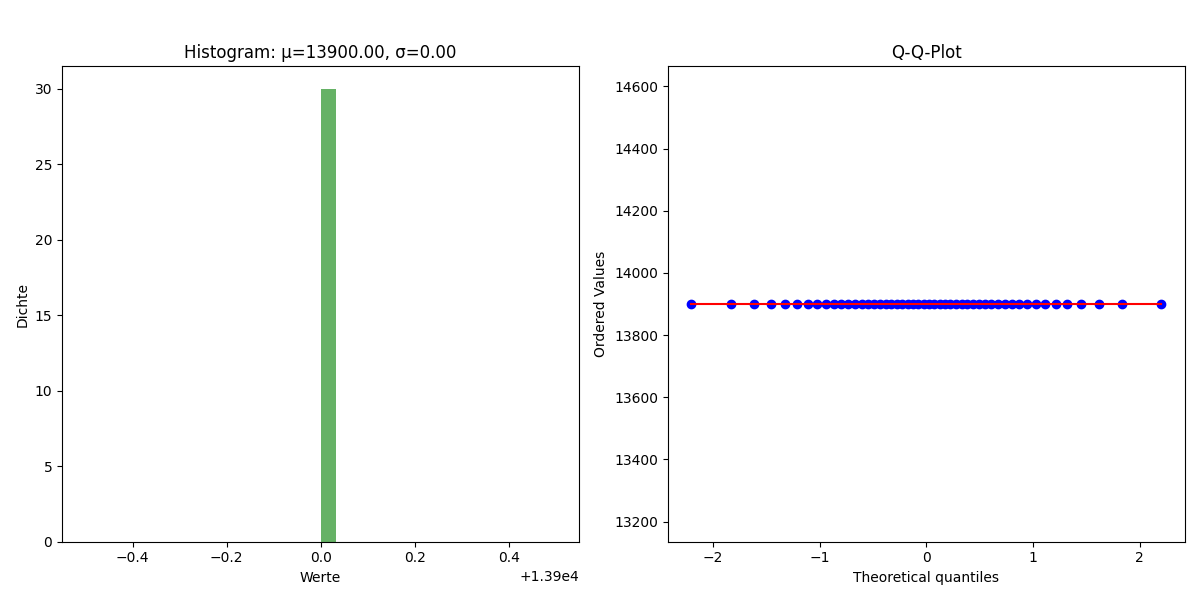 Histogram: μ=13900.00, σ=0.00
30
25
20
15
10
5
0
Dichte
−0.4 −0.2 0.0 0.2 0.4
Werte
+1.39e4
Q-Q-Plot
14600
14400
14200
14000
13800
13600
13400
13200
Ordered Values
−2 −1 0 1 2
Theoretical quantiles